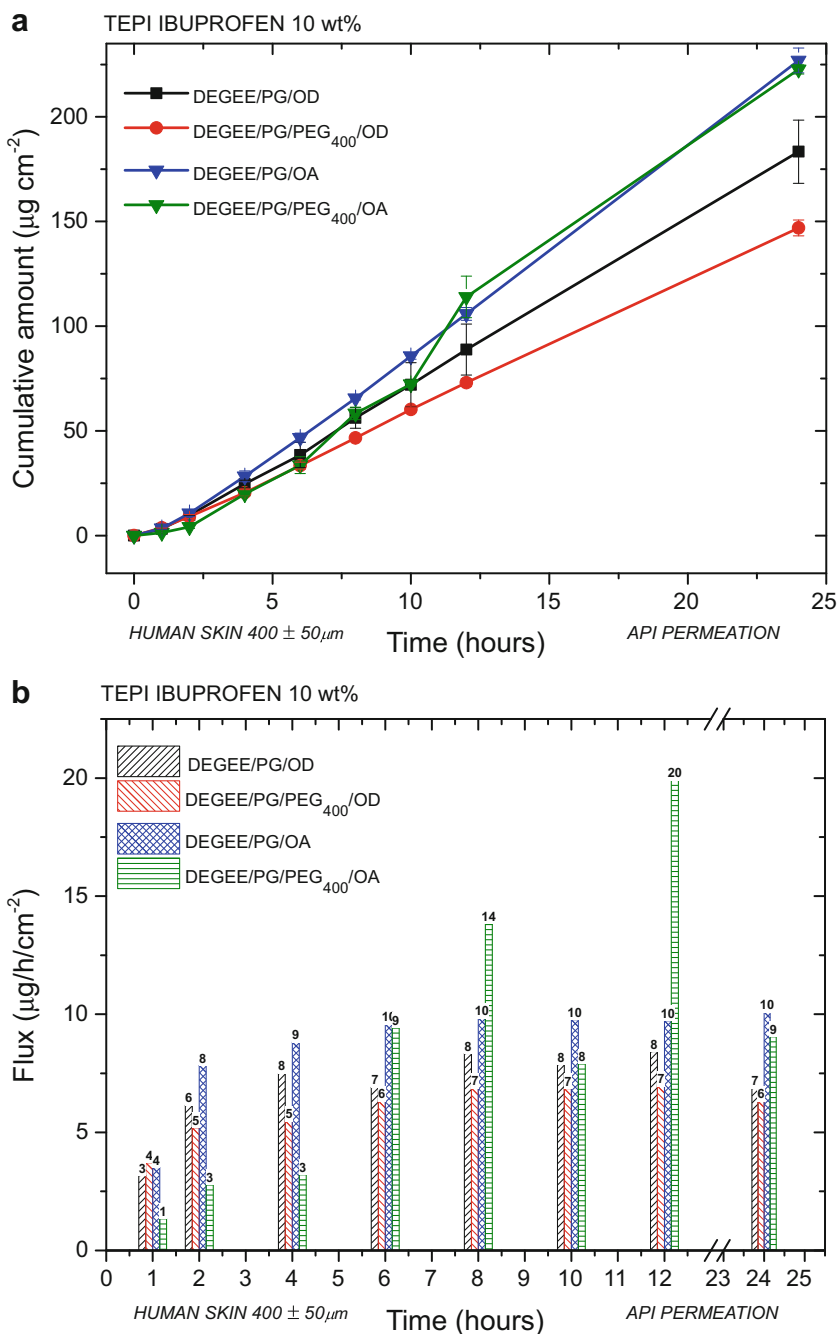 a
TEPI IBUPROFEN 10 wt%
DEGEE/PG/OD
DEGEE/PG/PEG400/OD
DEGEE/PG/OA
DEGEE/PG/PEG400/OA
Cumulative amount (µg cm-2)
200
150
100
50
0
0 5 10 15 20 25
HUMAN SKIN 400 ± 50µm
Time (hours)
API PERMEATION
b
TEPI IBUPROFEN 10 wt%
DEGEE/PG/OD
DEGEE/PG/PEG400/OD
DEGEE/PG/OA
DEGEE/PG/PEG400/OA
Flux (µg/h/cm-2)
20
15
10
5
0
3 4 4 1
6 5 8 3
8 5 9 3
7 6 10 9
8 7 10 14
8 7 10 8
8 7 10 20
7 6 10 9
0 1 2 3 4 5 6 7 8 9 10 11 12 23 24 25
HUMAN SKIN 400 ± 50µm
Time (hours)
API PERMEATION